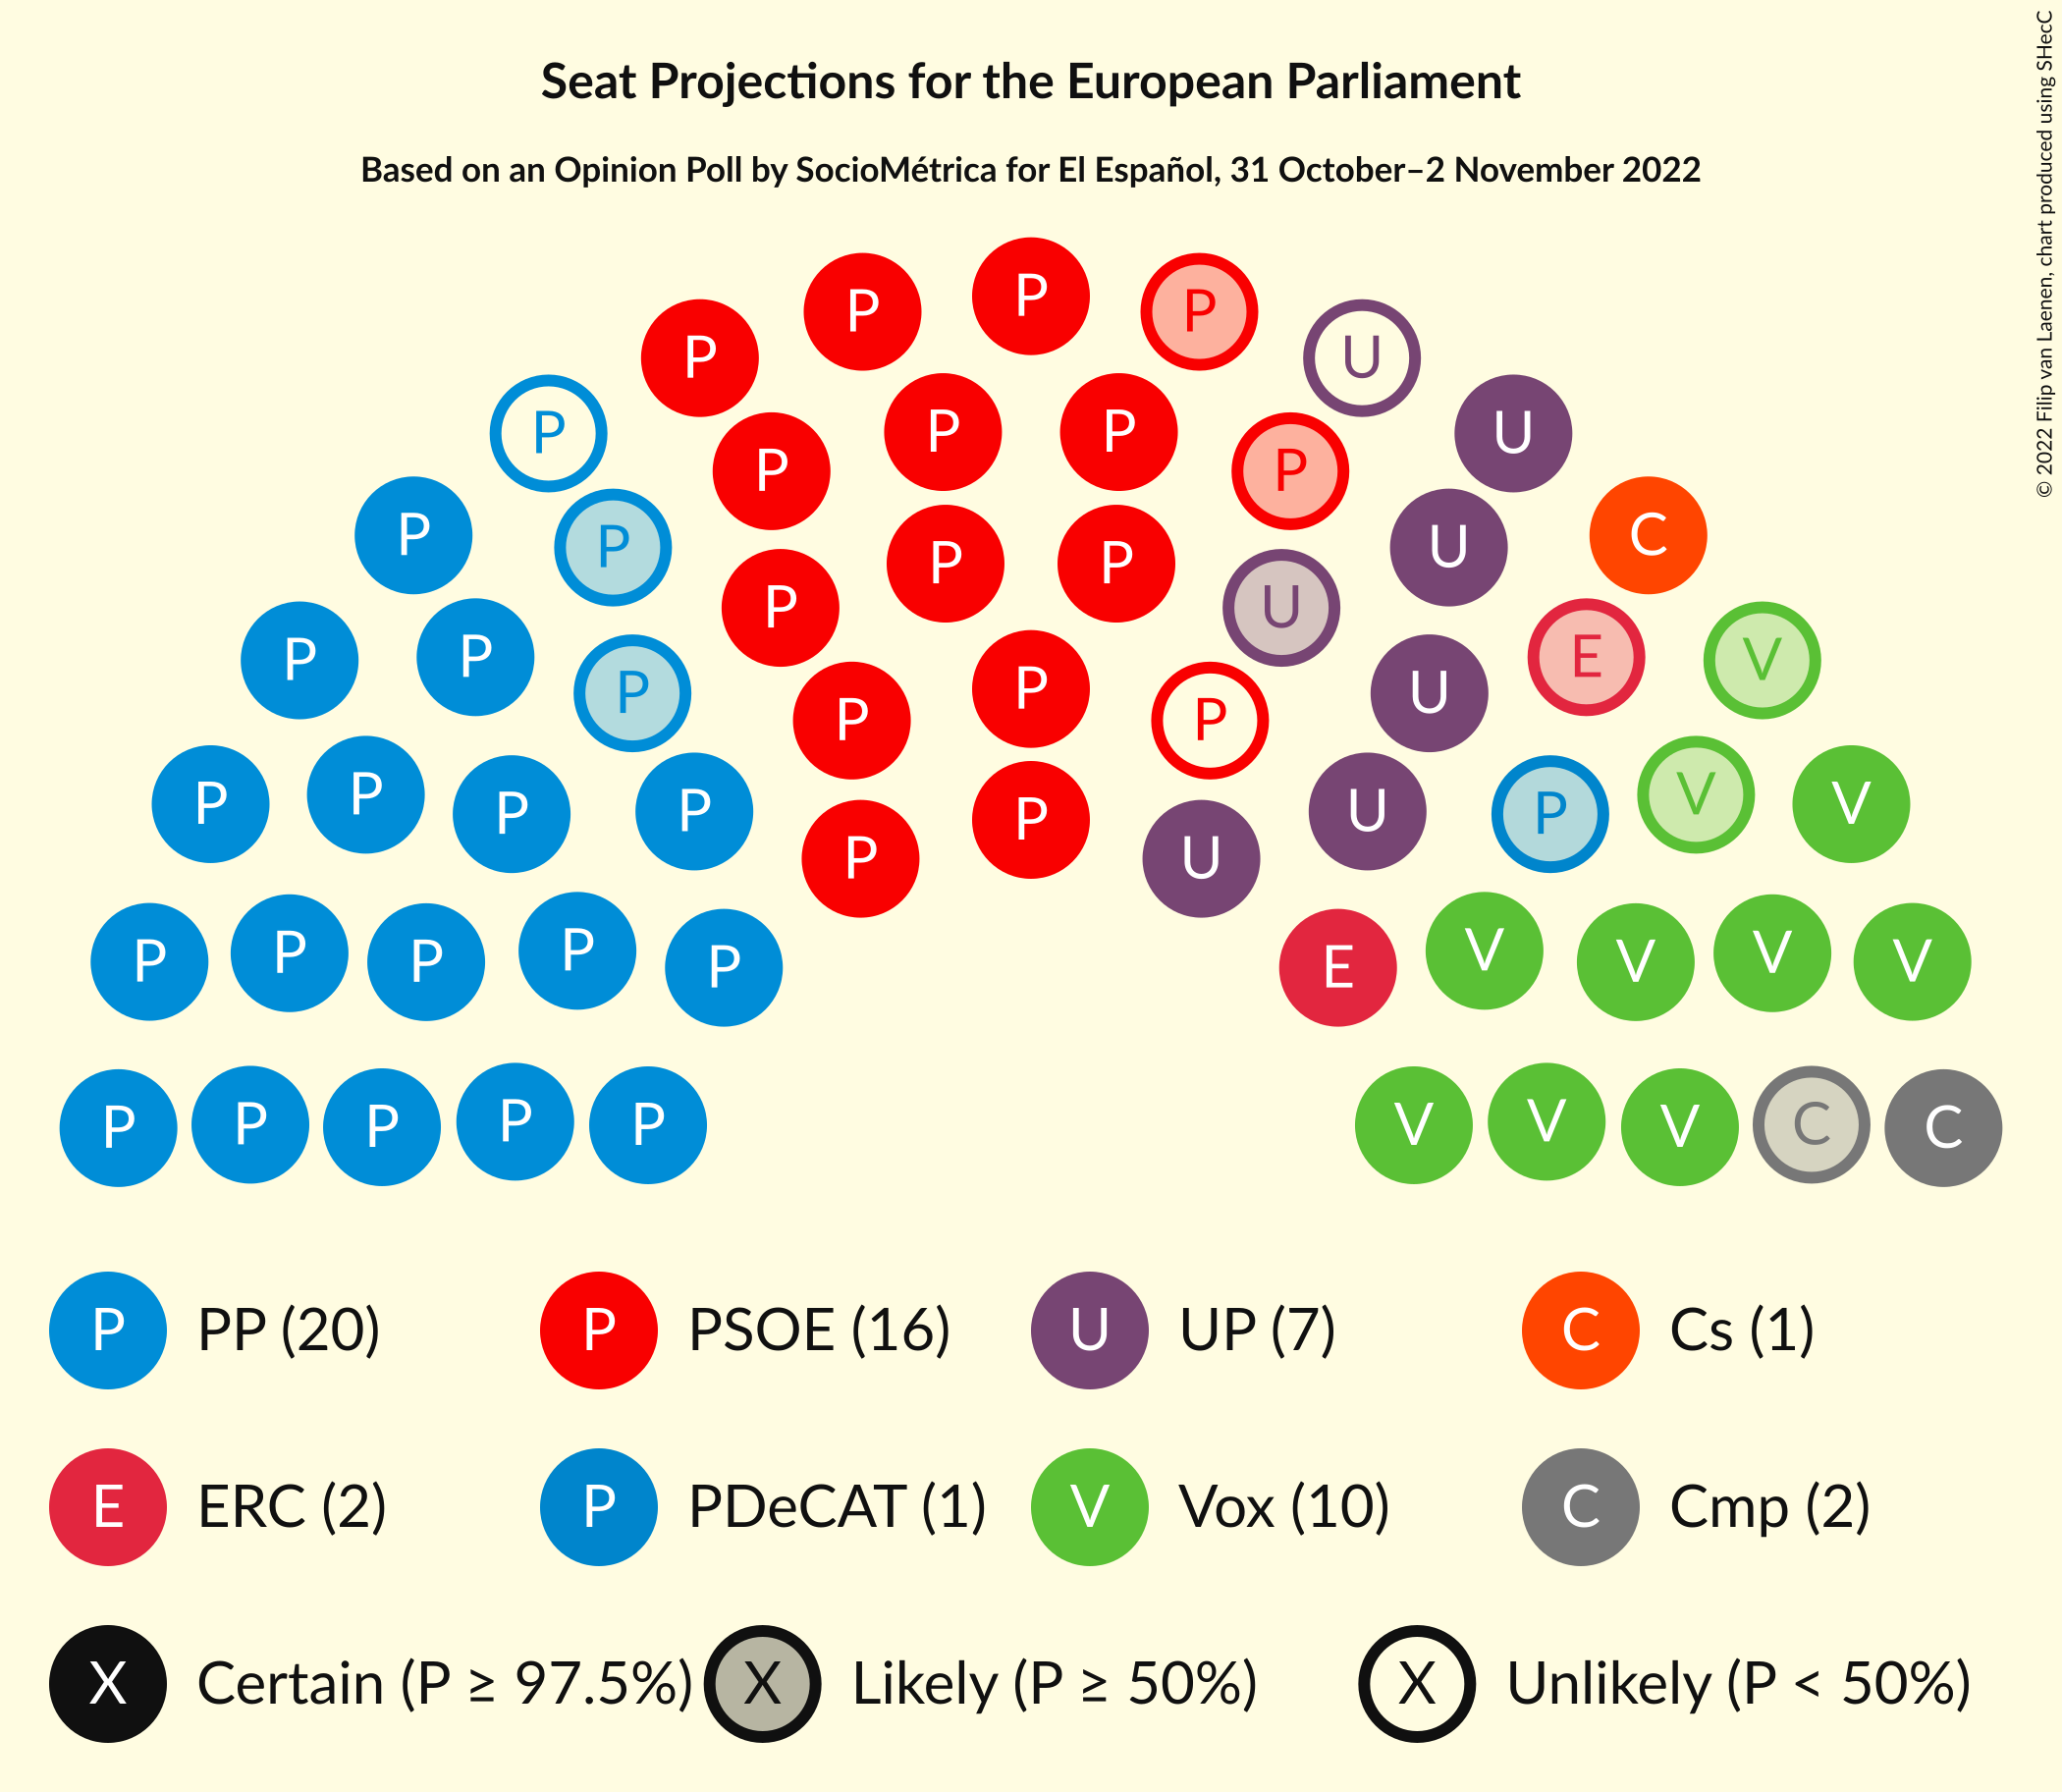 Seat Projections for the European Parliament
Based on an Opinion Poll by SocioMétrica for El Español, 31 October–2 November 2022
© 2022 Filip van Laenen, chart produced using SHecC
P
P P
P P U
P P P P U
P P P C
P P U U
P P U
P P E V
P P U
P P P
P P P P U P V V
P P U
P P P P P E V V V V
P P P P P V V V C C
P PP (20) P PSOE (16) U UP (7) C Cs (1)
E ERC (2) P PDeCAT (1) V Vox (10) C Cmp (2)
X Certain (P ≥ 97.5%) X Likely (P ≥ 50%) X Unlikely (P < 50%)